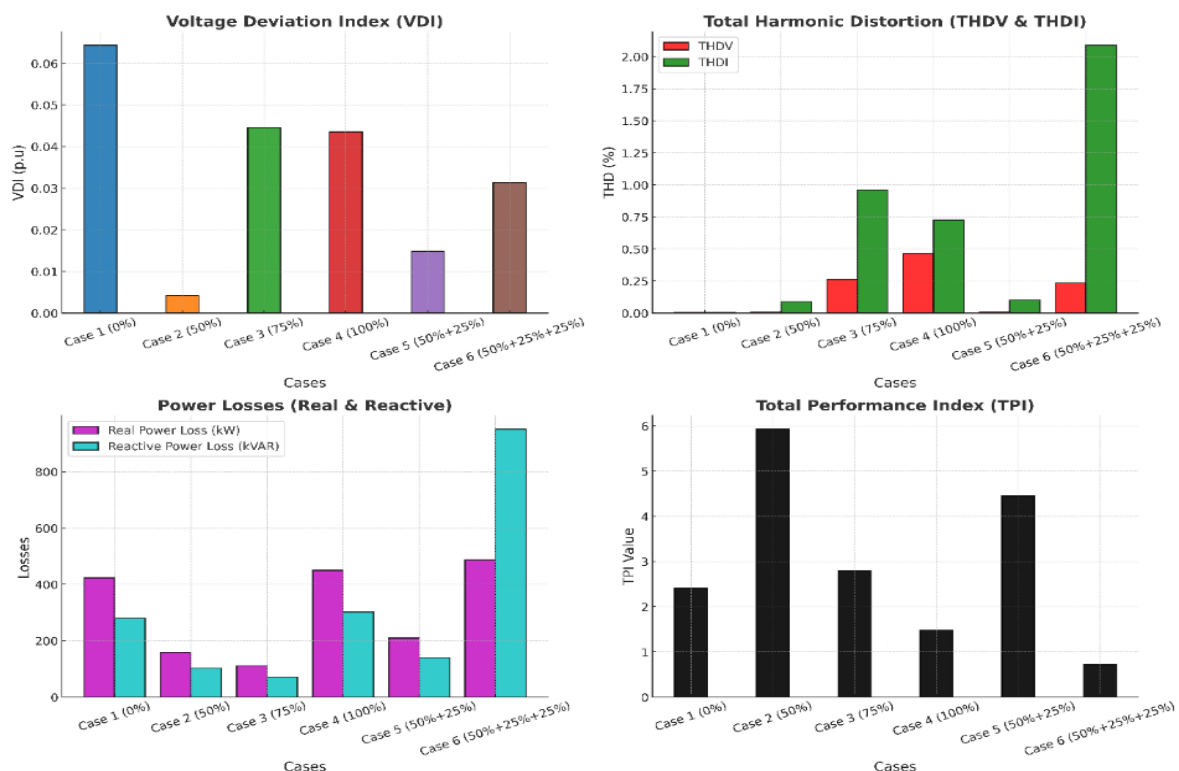 Voltage Deviation Index (VDI)
VDI (p.u)
0.06
0.05
0.04
0.03
0.02
0.01
0.00
Case 1 (0%)
Case 2 (50%)
Case 3 (75%)
Case 4 (100%)
Case 5 (50%+25%)
Case 6 (50%+25%+25%)
Cases
Total Harmonic Distortion (THDV & THDI)
THDV
THDI
THD (%)
2.00
1.75
1.50
1.25
1.00
0.75
0.50
0.25
0.00
Case 1 (0%)
Case 2 (50%)
Case 3 (75%)
Case 4 (100%)
Case 5 (50%+25%)
Case 6 (50%+25%+25%)
Cases
Power Losses (Real & Reactive)
Real Power Loss (kW)
Reactive Power Loss (kVAR)
Losses
800
600
400
200
0
Case 1 (0%)
Case 2 (50%)
Case 3 (75%)
Case 4 (100%)
Case 5 (50%+25%)
Case 6 (50%+25%+25%)
Cases
Total Performance Index (TPI)
TPI Value
6
5
4
3
2
1
0
Case 1 (0%)
Case 2 (50%)
Case 3 (75%)
Case 4 (100%)
Case 5 (50%+25%)
Case 6 (50%+25%+25%)
Cases